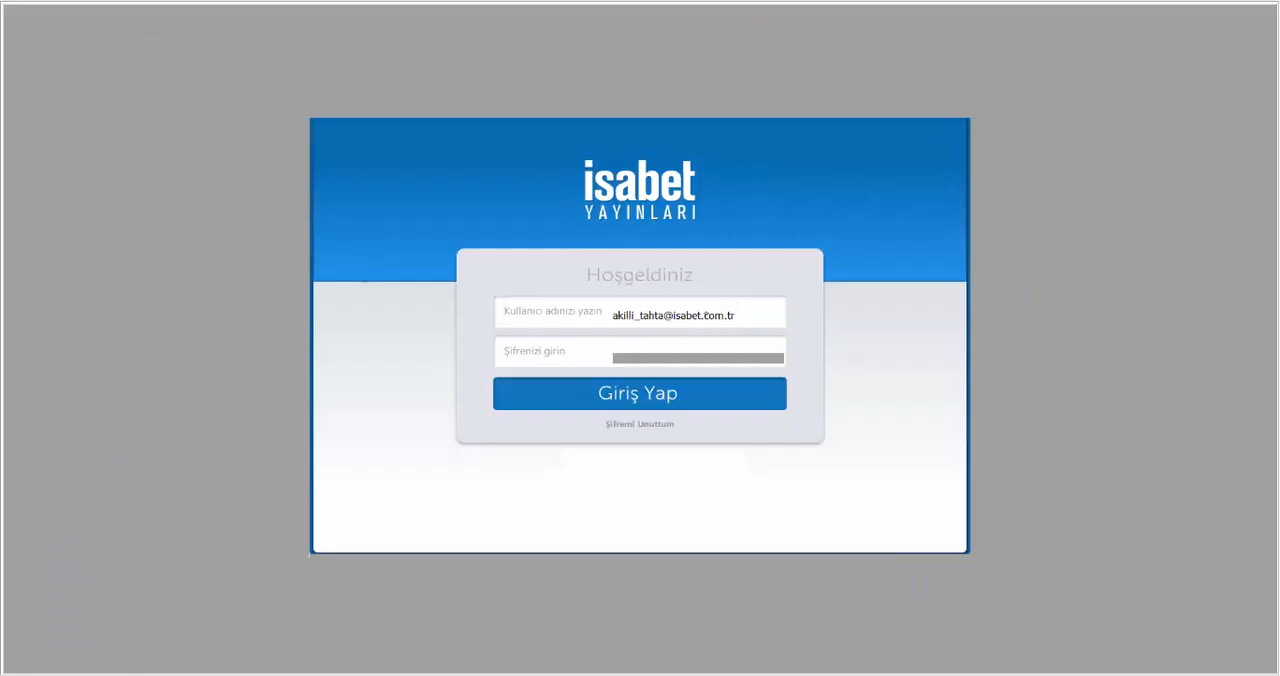 isabet
YAYINLARI
Hoşgeldiniz
Kullanıcı adınızı yazın akilli_tahta@isabet.com.tr
Şifrenizi girin
Giriş Yap
Şifremi Unuttum